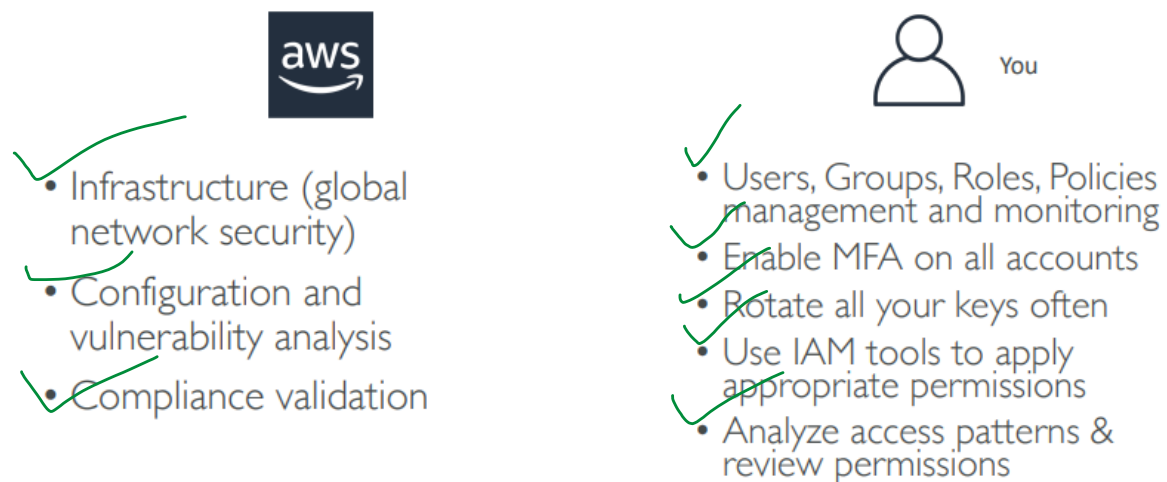 aws
• Infrastructure (global
network security)
• Configuration and
vulnerability analysis
• Compliance validation
You
• Users, Groups, Roles, Policies
management and monitoring
• Enable MFA on all accounts
• Rotate all your keys often
• Use IAM tools to apply
appropriate permissions
• Analyze access patterns &
review permissions